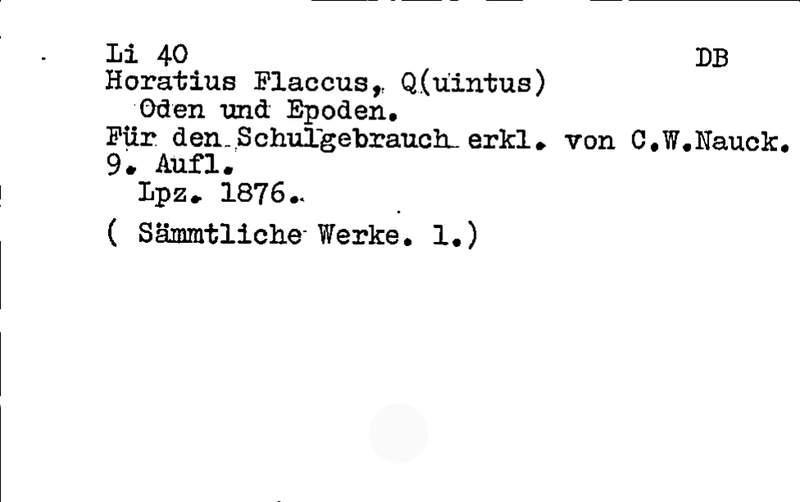 Li 40 DB
Horatius Flaccus, Q(uintus)
Oden und Epoden.
Für den Schulgebrauch erkl. von C.W.Nauck.
9. Aufl.
Lpz. 1876.
( Sämmtliche Werke. 1.)